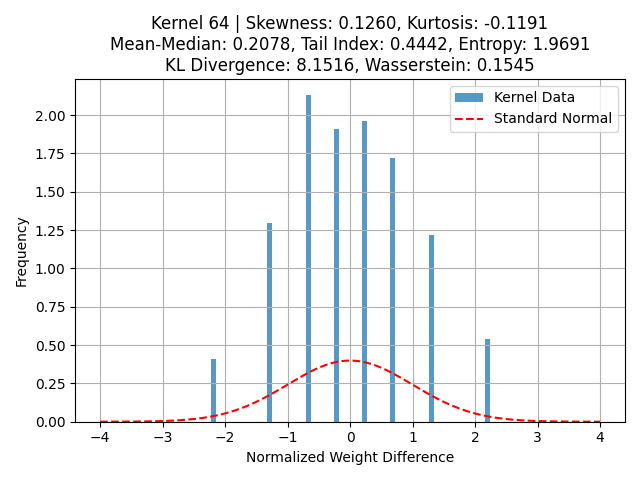 Kernel 64 | Skewness: 0.1260, Kurtosis: -0.1191
Mean-Median: 0.2078, Tail Index: 0.4442, Entropy: 1.9691
KL Divergence: 8.1516, Wasserstein: 0.1545
Kernel Data
Standard Normal
Frequency
2.00
1.75
1.50
1.25
1.00
0.75
0.50
0.25
0.00
−4 −3 −2 −1 0 1 2 3 4
Normalized Weight Difference